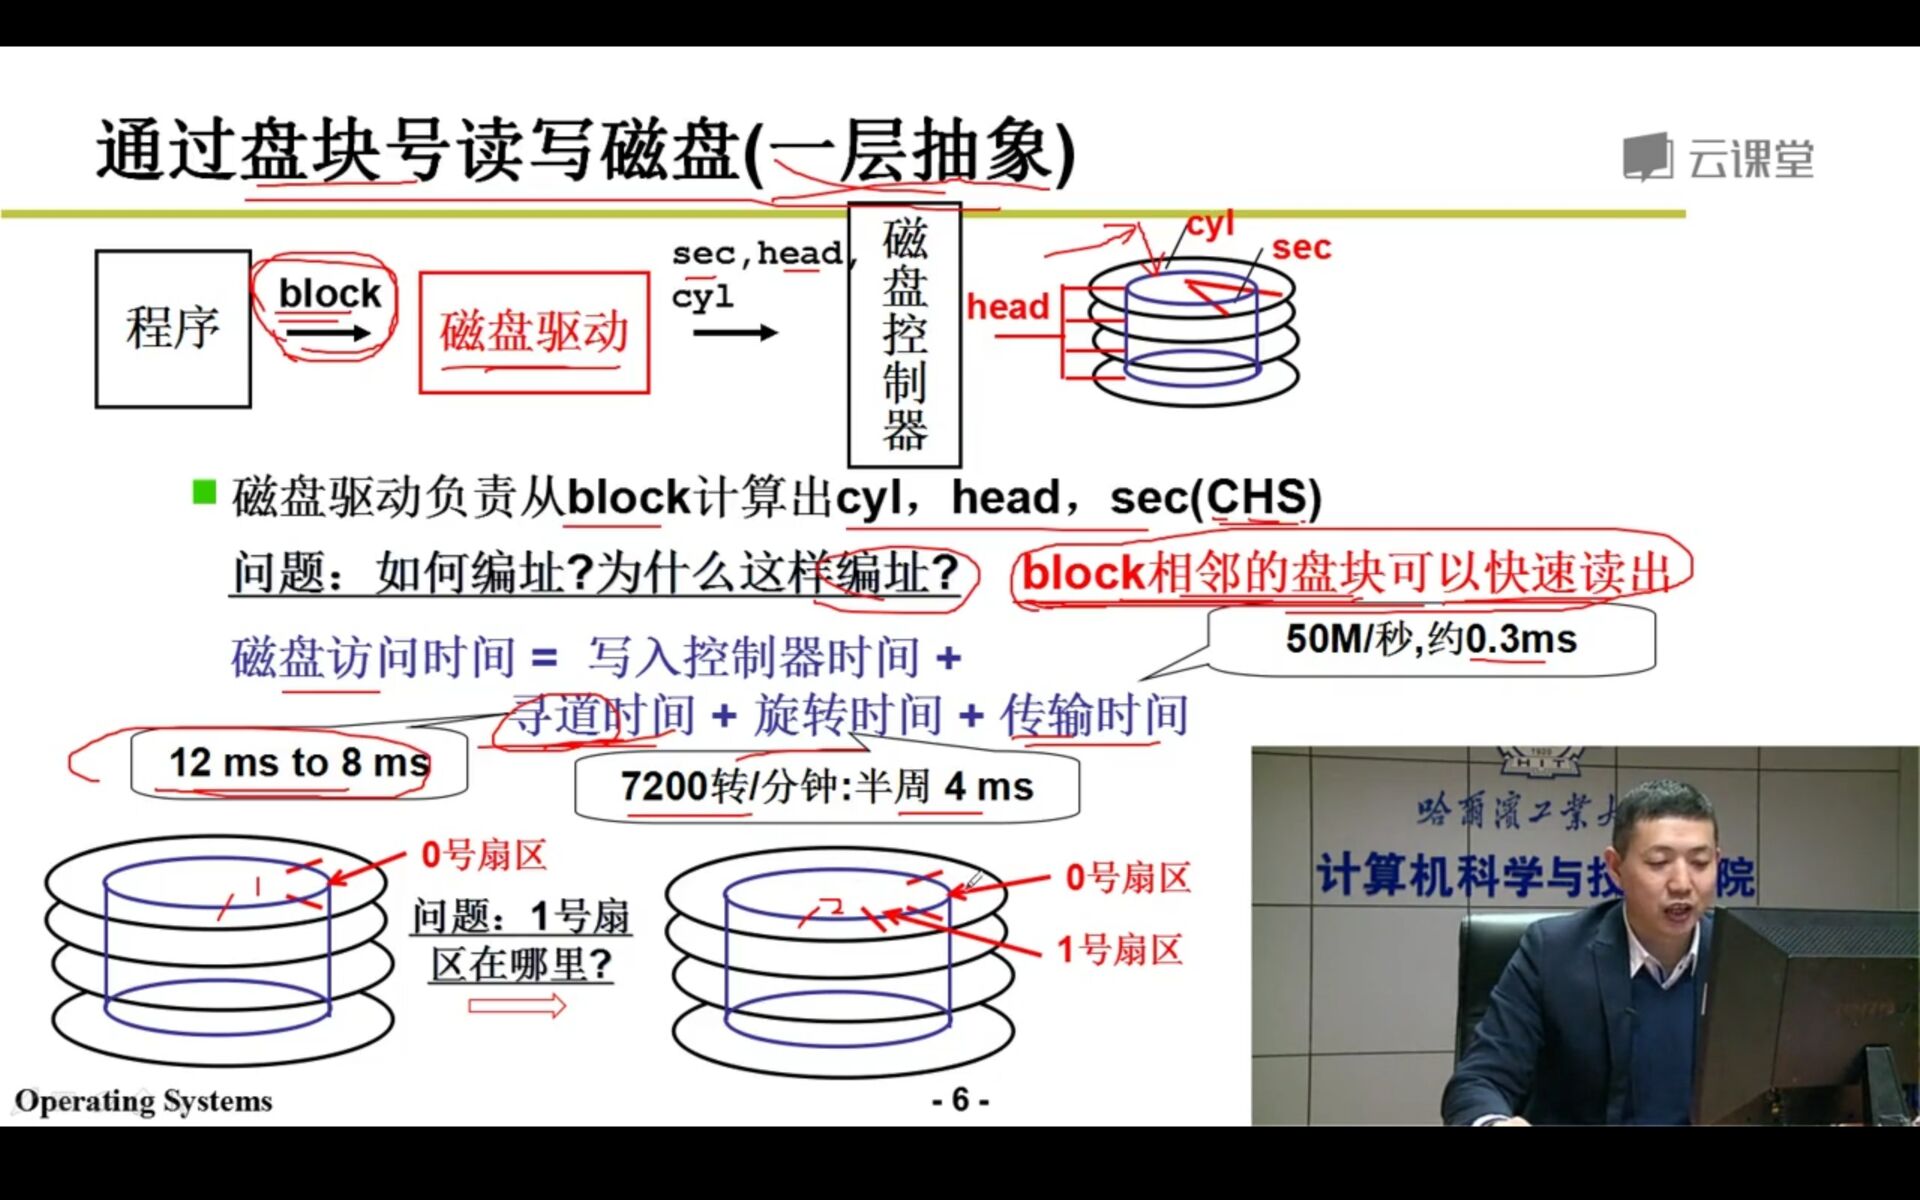 通过盘块号读写磁盘(一层抽象)
云课堂
程序
block
磁盘驱动
sec,head,
cyl
磁盘控制器
head
cyl
sec
磁盘驱动负责从block计算出cyl，head，sec(CHS)
问题：如何编址?为什么这样编址?
block相邻的盘块可以快速读出
磁盘访问时间 = 写入控制器时间 +
寻道时间 + 旋转时间 + 传输时间
50M/秒,约0.3ms
12 ms to 8 ms
7200转/分钟:半周 4 ms
0号扇区
1
问题：1号扇
区在哪里?
2
0号扇区
1号扇区
1920
HIT
哈爾濱工業大
计算机科学与技
院
Operating Systems
- 6 -